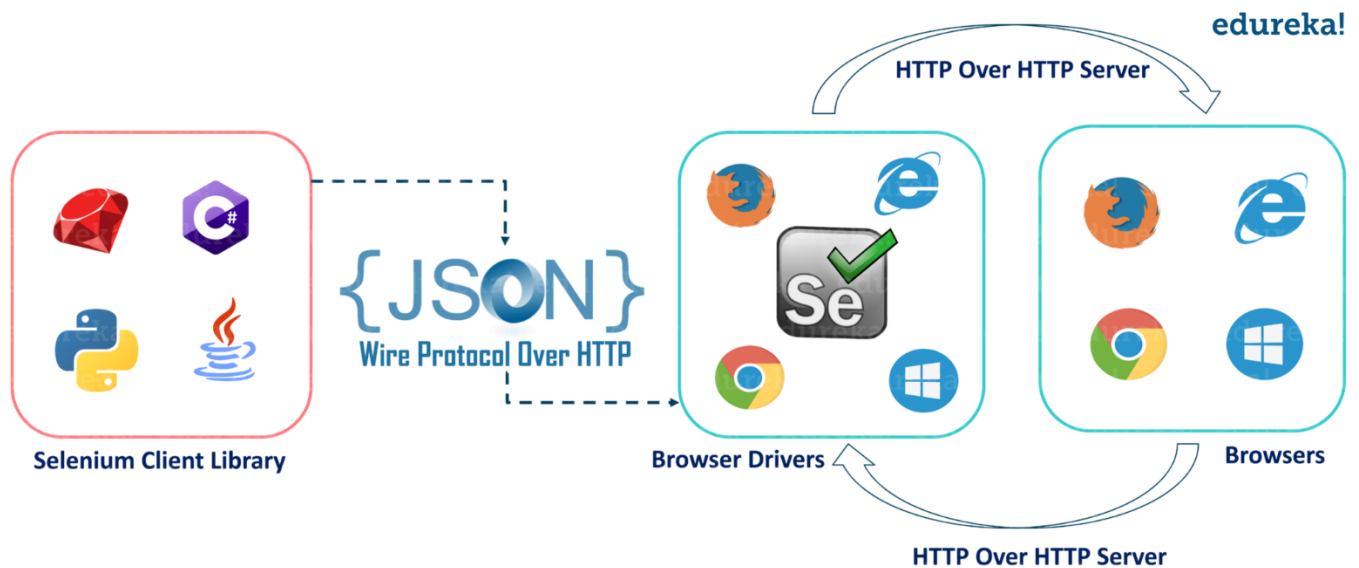 edureka!
HTTP Over HTTP Server
C#
{JSON}
Wire Protocol Over HTTP
Se
Selenium Client Library
Browser Drivers
Browsers
HTTP Over HTTP Server